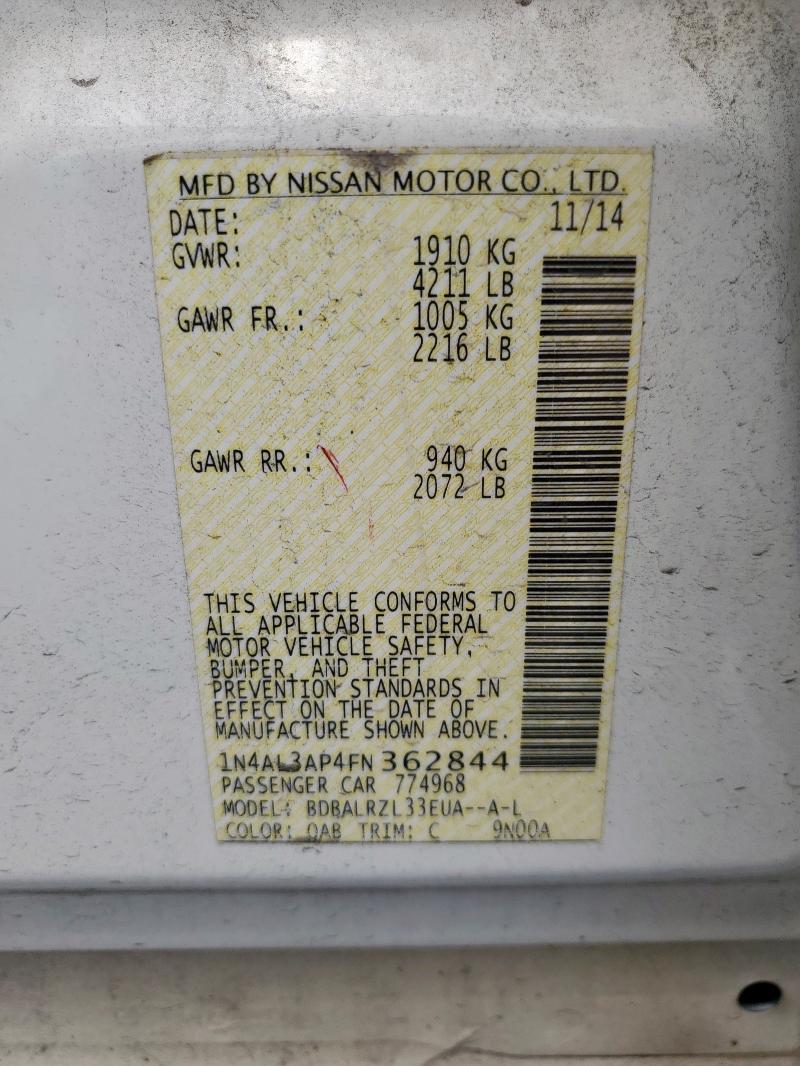 MFD BY NISSAN MOTOR CO., LTD.
DATE: 11/14
GVWR: 1910 KG
4211 LB
GAWR FR.: 1005 KG
2216 LB
GAWR RR.: 940 KG
2072 LB
THIS VEHICLE CONFORMS TO
ALL APPLICABLE FEDERAL
MOTOR VEHICLE SAFETY,
BUMPER, AND THEFT
PREVENTION STANDARDS IN
EFFECT ON THE DATE OF
MANUFACTURE SHOWN ABOVE.
1N4AL3AP4FN 362844
PASSENGER CAR 774968
MODEL: BDBALRZL33EUA--A-L
COLOR: QAB TRIM: C 9N00A